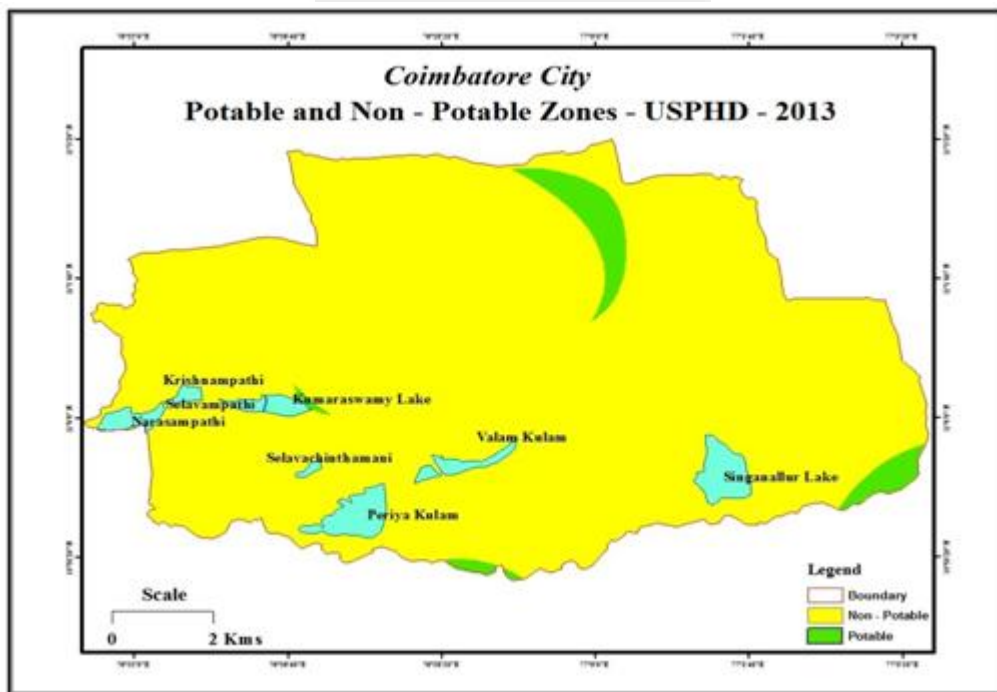 Coimbatore City
Potable and Non - Potable Zones - USPHD - 2013
Krishnampathi
Selavampathi
Kumaraswamy Lake
Narasampathi
Valam Kulam
Selavachinthamani
Singanallur Lake
Periya Kulam
Legend
Boundary
Non - Potable
Potable
Scale
0 2 Kms